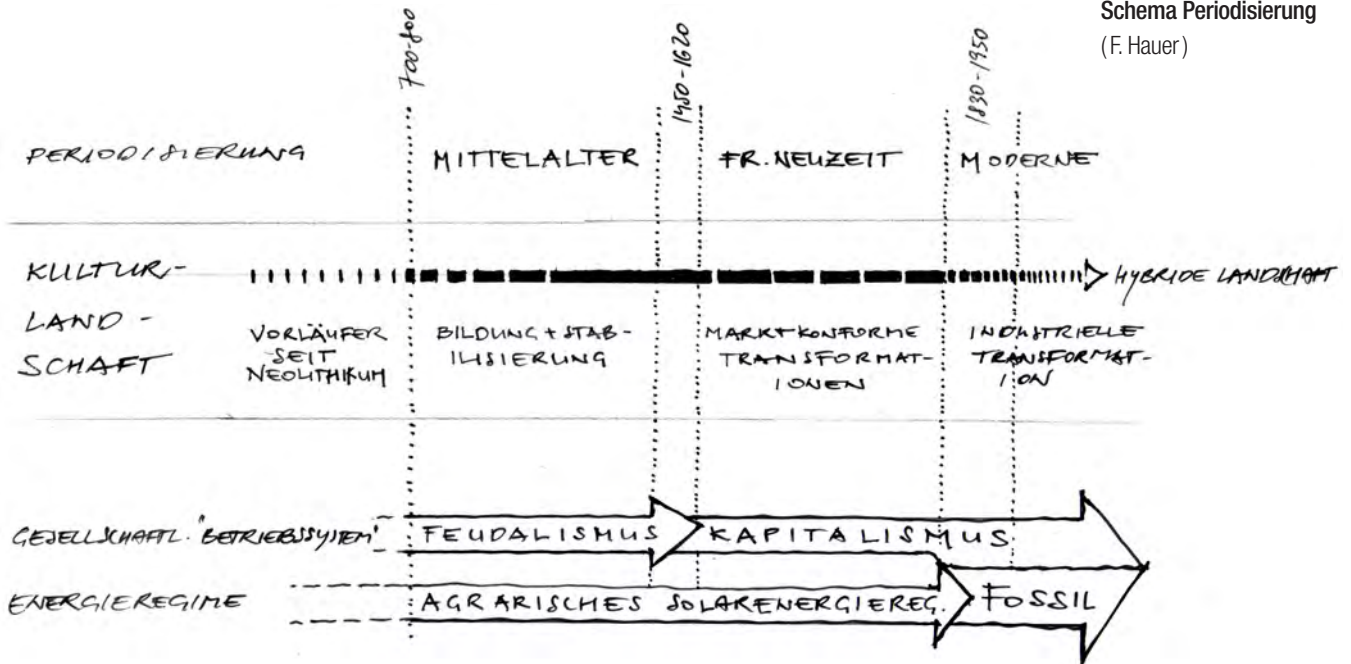 Schema Periodisierung
(F. Hauer)
700-800
1450-1620
1830-1950
PERIODISIERUNG
MITTELALTER
FR. NEUZEIT
MODERNE
KULTUR-
LAND-
SCHAFT
HYBRIDE LANDSCHAFT
VORLÄUFER
SEIT
NEOLITHIKUM
BILDUNG + STAB-
ILISIERUNG
MARKTKONFORME
TRANSFORMAT-
IONEN
INDUSTRIELLE
TRANSFORMAT-
ION
GESELLSCHAFTL. "BETRIEBSSYSTEM"
FEUDALISMUS
KAPITALISMUS
ENERGIEREGIME
AGRARISCHES SOLARENERGIEREG.
FOSSIL